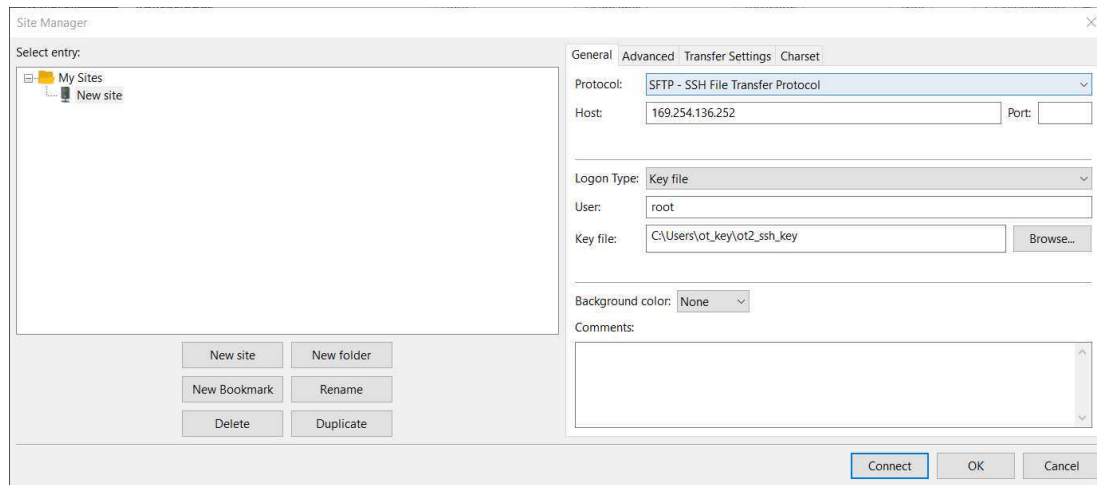 Site Manager
Select entry:
My Sites
New site
New site
New folder
New Bookmark
Rename
Delete
Duplicate
General
Advanced
Transfer Settings
Charset
Protocol:
SFTP - SSH File Transfer Protocol
Host:
169.254.136.252
Port:
Logon Type:
Key file
User:
root
Key file:
C:\Users\ot_key\ot2_ssh_key
Browse...
Background color:
None
Comments:
Connect
OK
Cancel